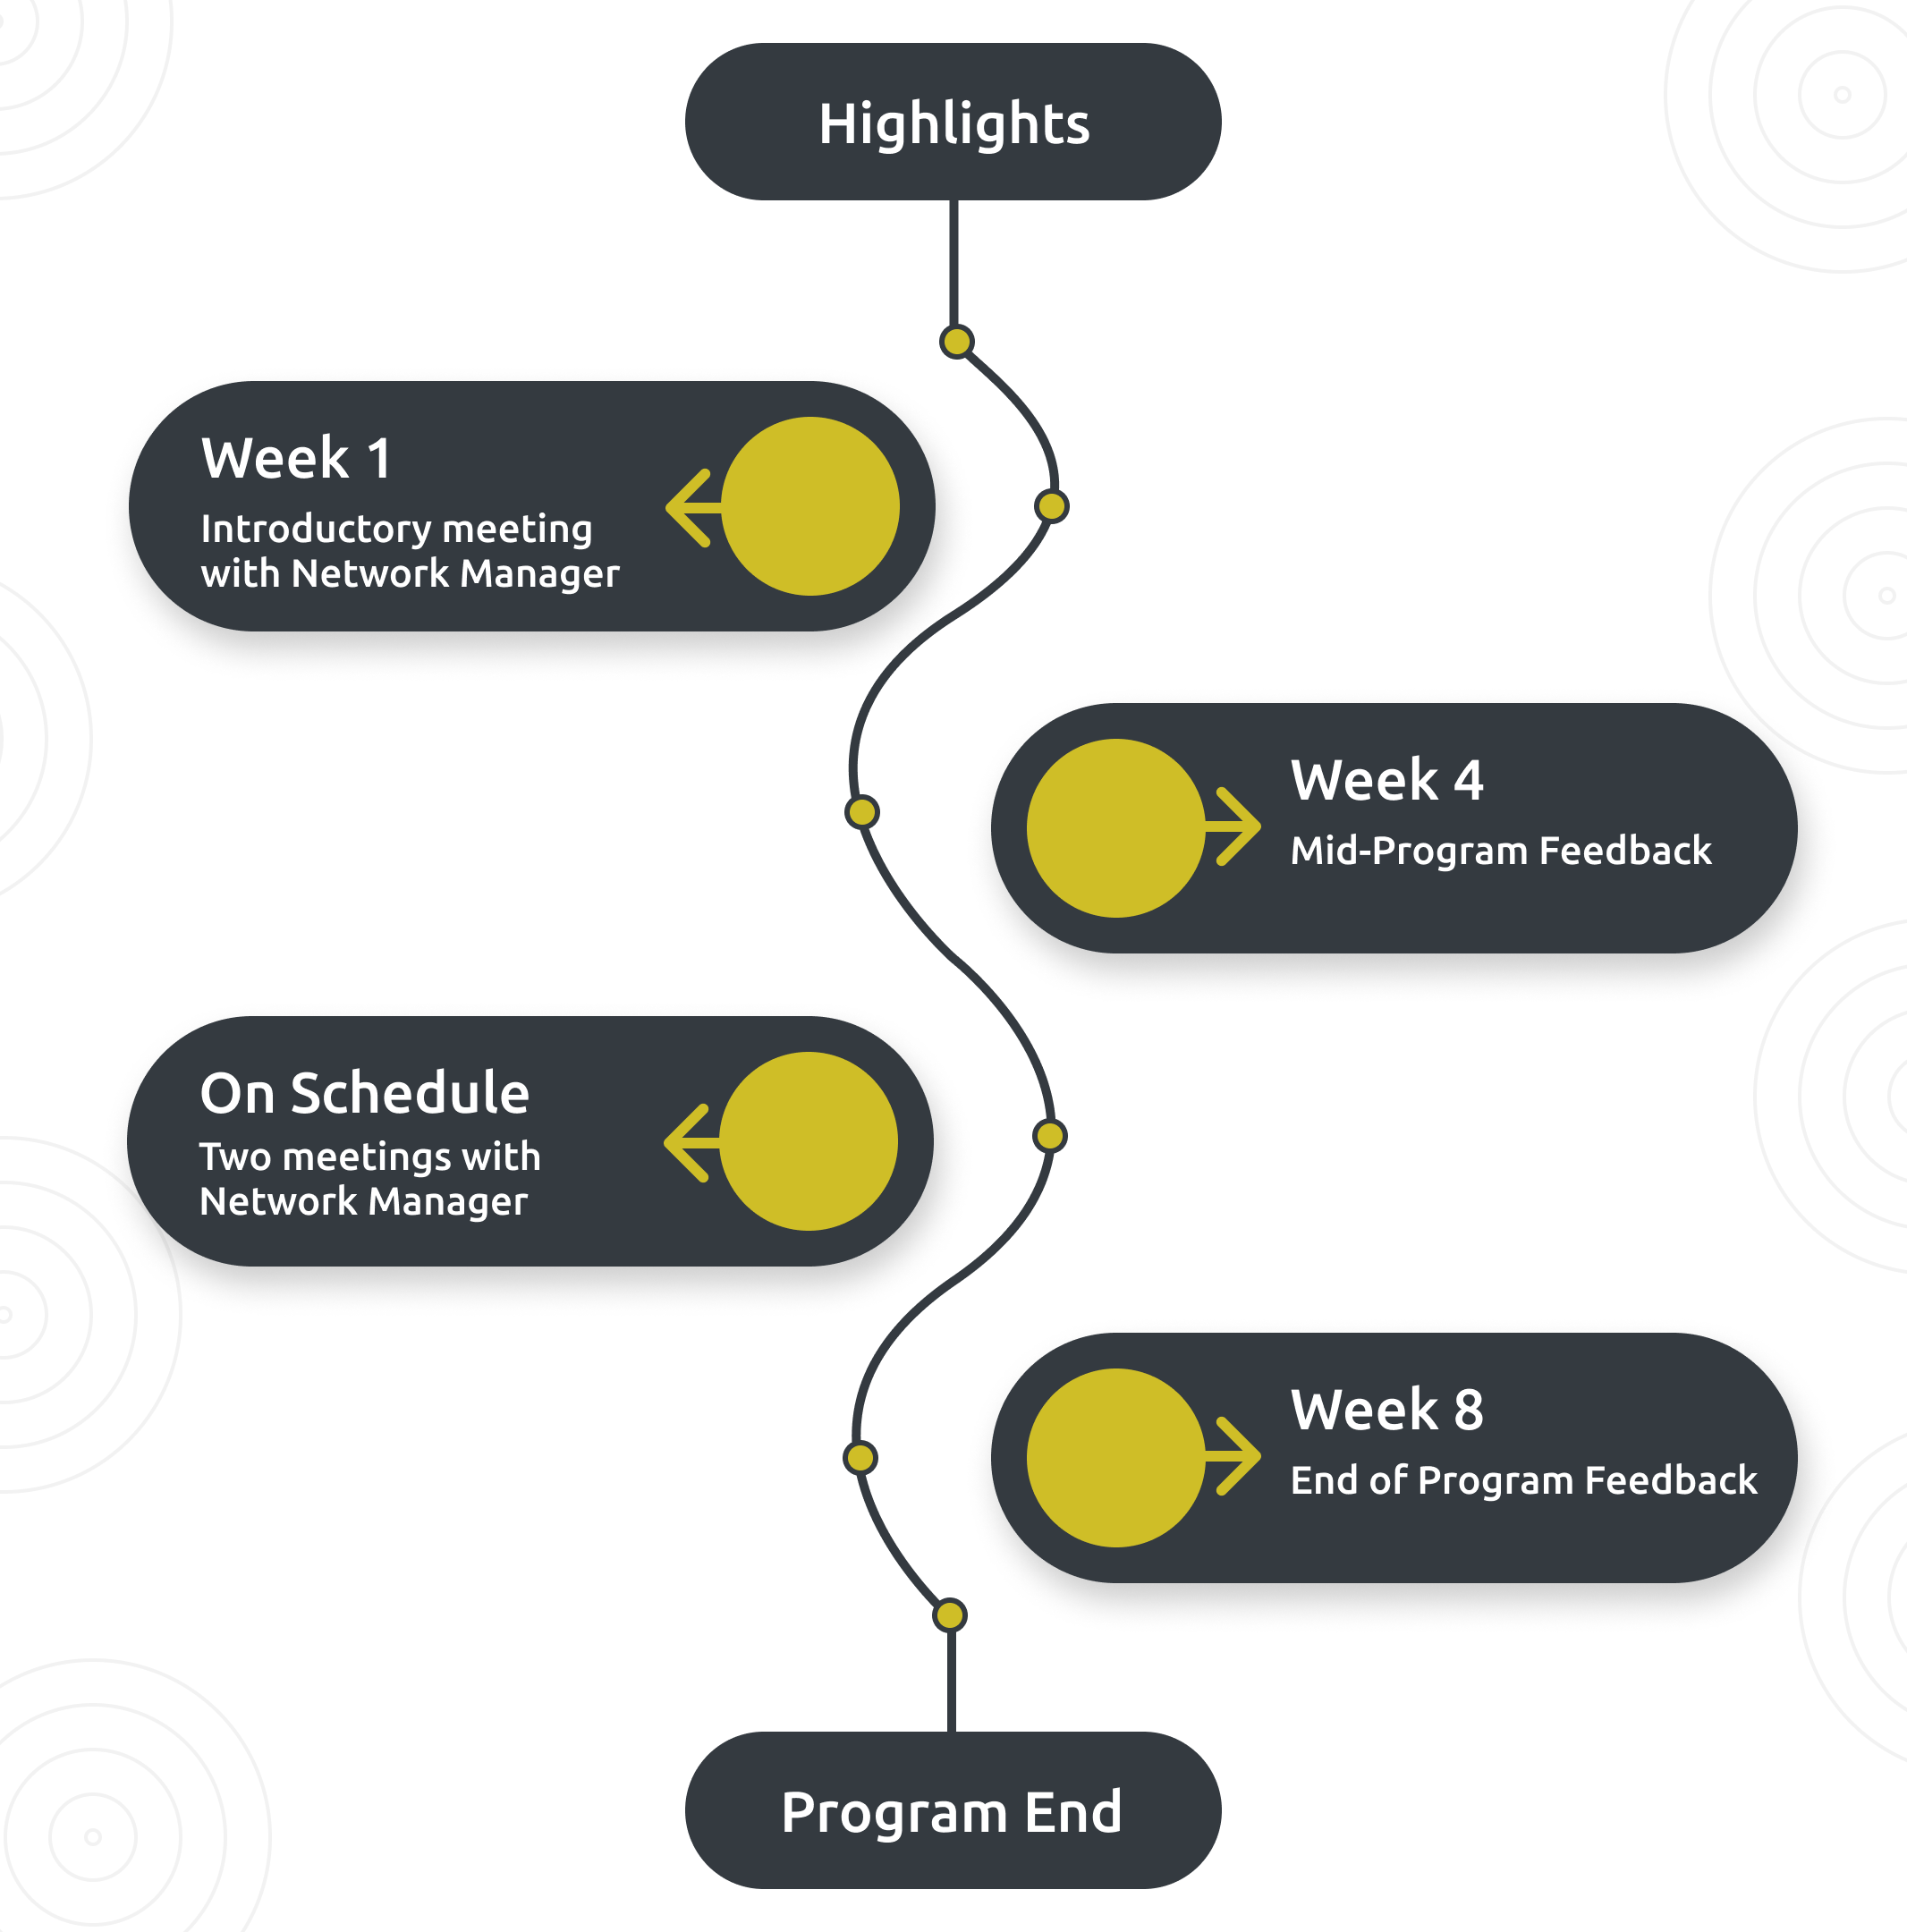 Highlights
Week 1
Introductory meeting
with Network Manager
Week 4
Mid-Program Feedback
On Schedule
Two meetings with
Network Manager
Week 8
End of Program Feedback
Program End